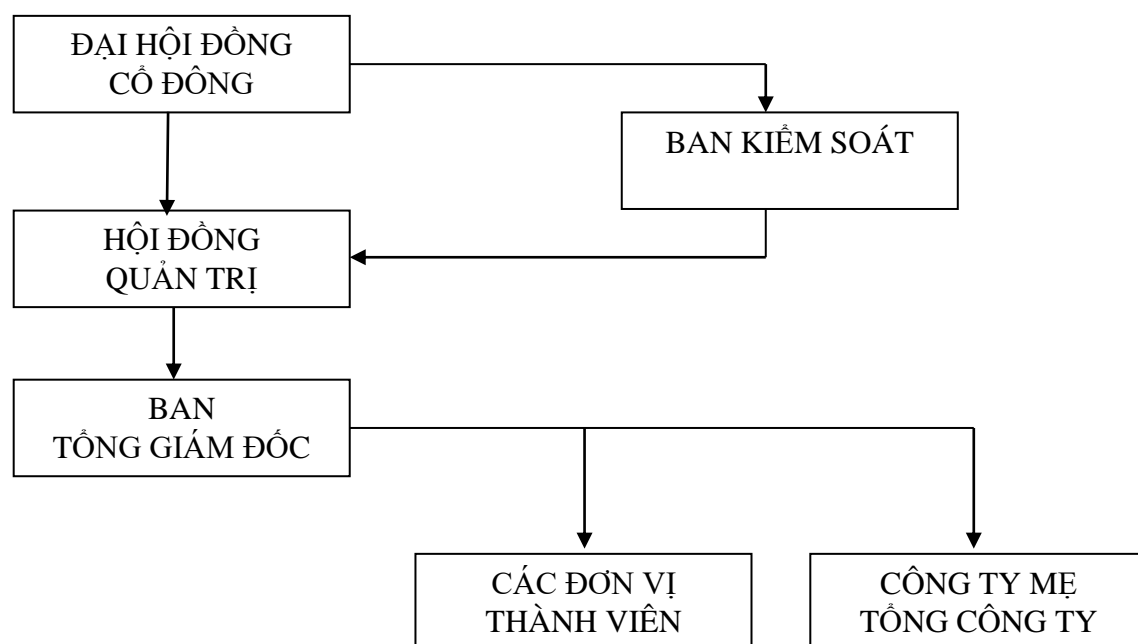 ĐẠI HỘI ĐỒNG
CỔ ĐÔNG
BAN KIỂM SOÁT
HỘI ĐỒNG
QUẢN TRỊ
BAN
TỔNG GIÁM ĐỐC
CÁC ĐƠN VỊ
THÀNH VIÊN
CÔNG TY MẸ
TỔNG CÔNG TY